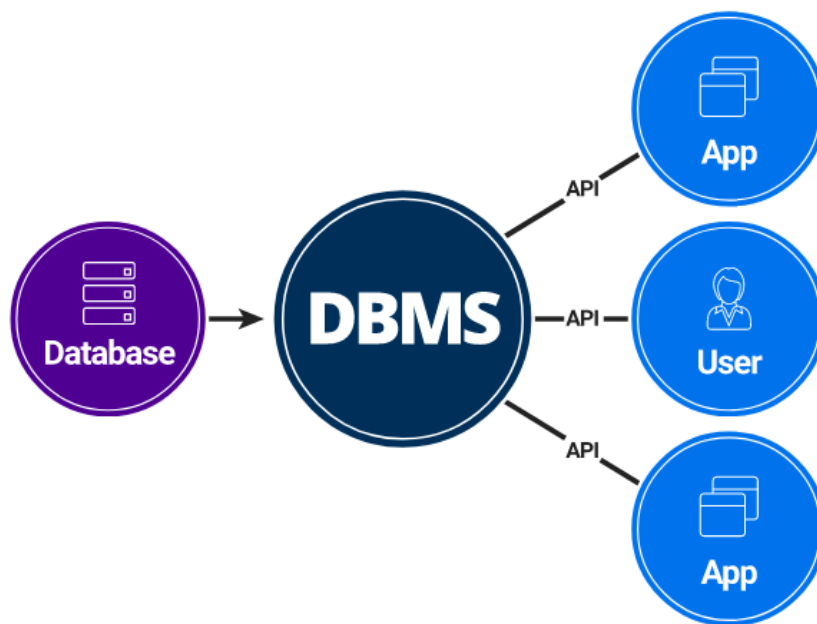 App
API
Database
DBMS
API
User
API
App